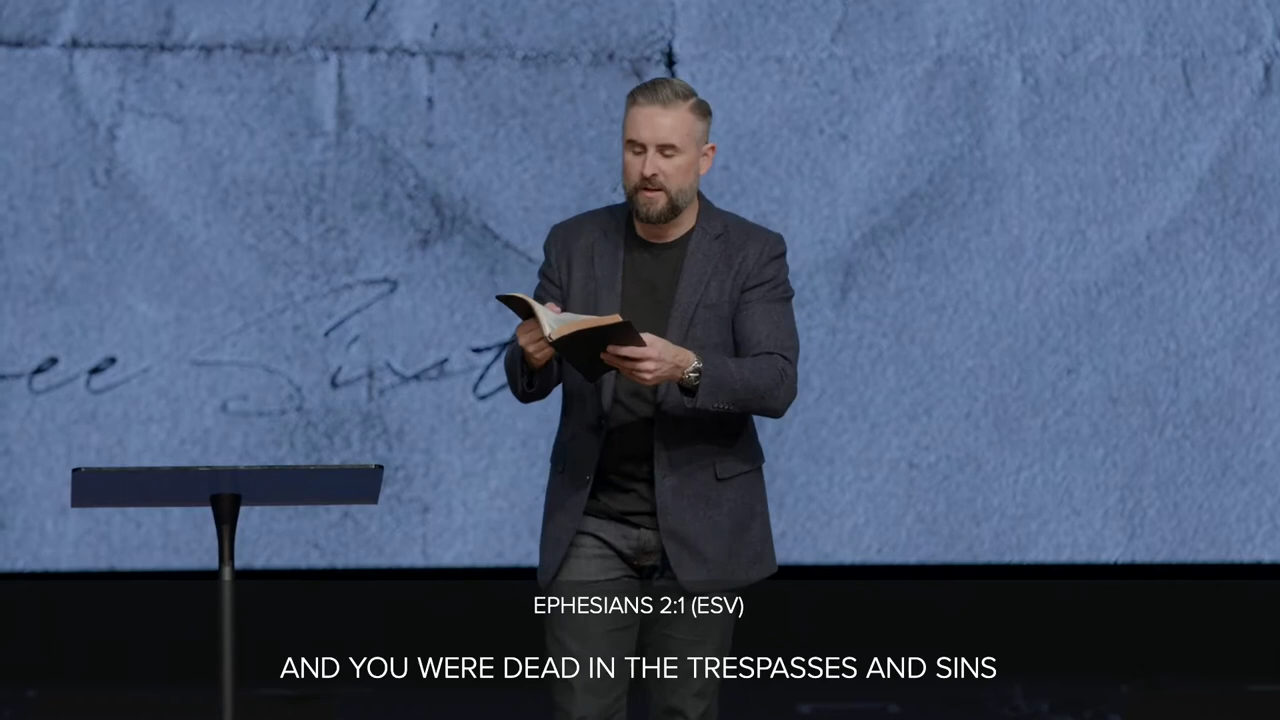 EPHESIANS 2:1 (ESV)
AND YOU WERE DEAD IN THE TRESPASSES AND SINS